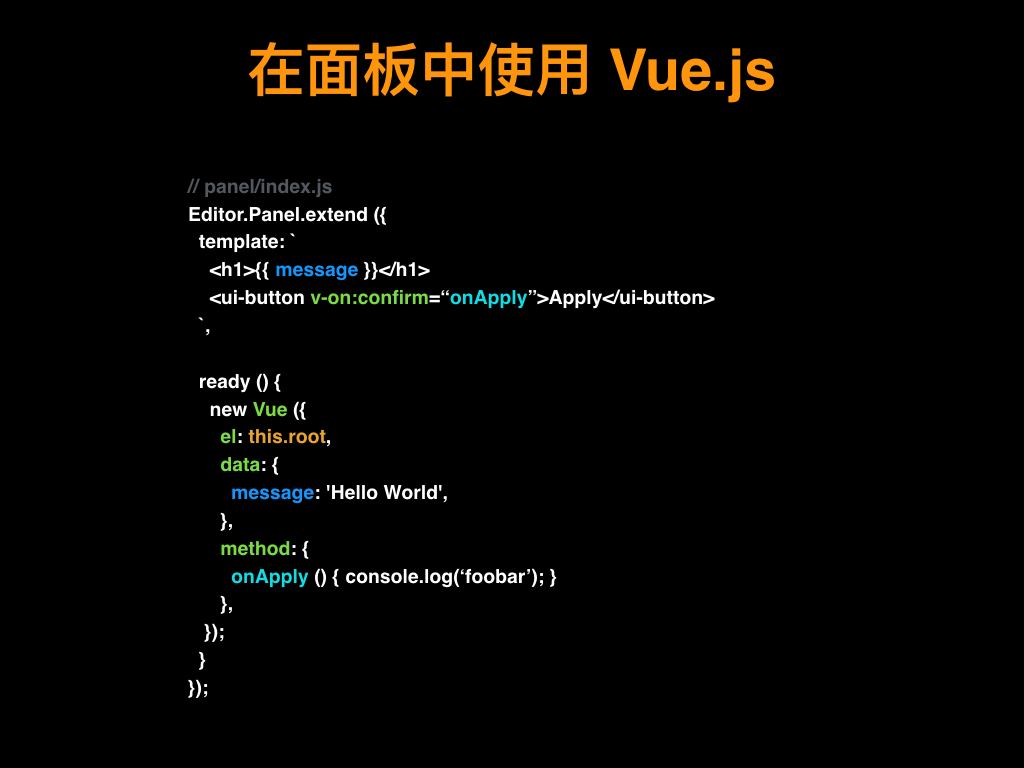 在面板中使用 Vue.js
// panel/index.js
Editor.Panel.extend ({
template: `
<h1>{{ message }}</h1>
<ui-button v-on:confirm=“onApply”>Apply</ui-button>
`,
ready () {
new Vue ({
el: this.root,
data: {
message: 'Hello World',
},
method: {
onApply () { console.log(‘foobar’); }
},
});
}
});